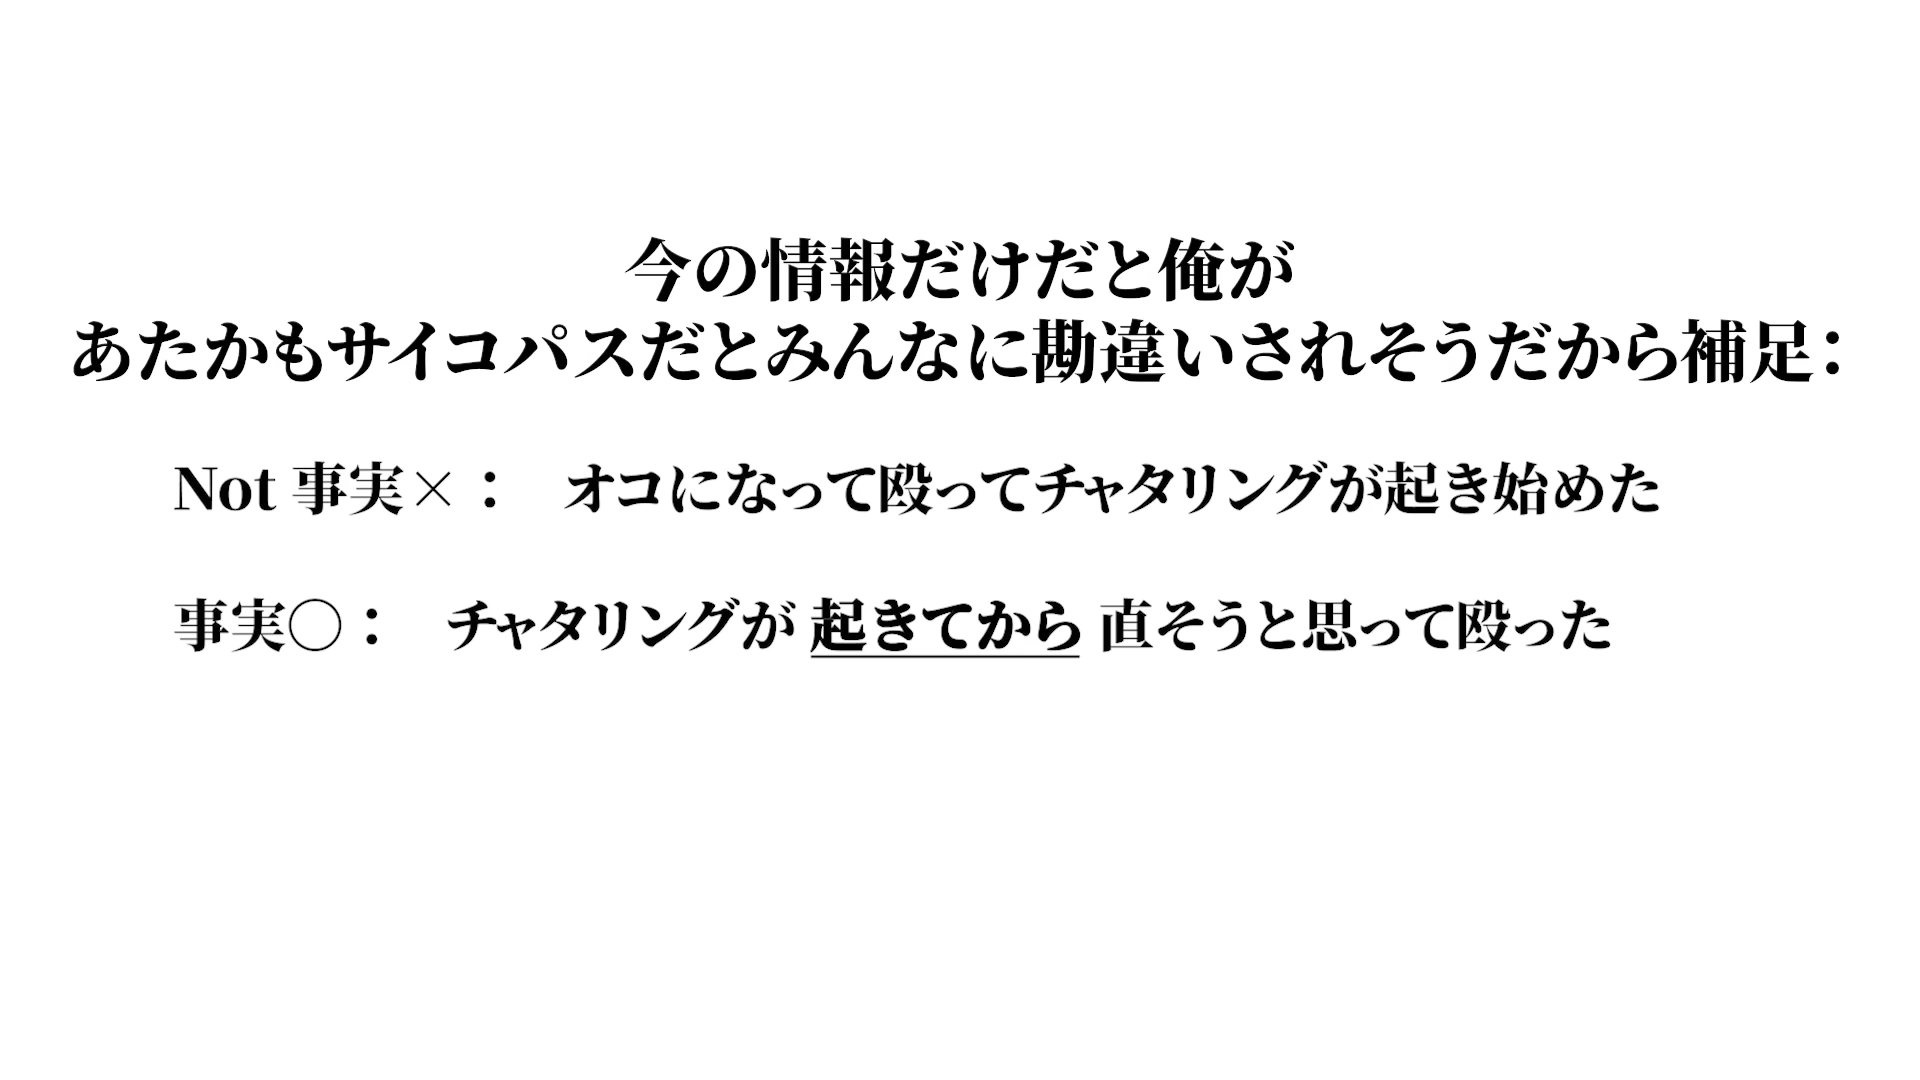 今の情報だけだと俺が
あたかもサイコパスだとみんなに勘違いされそうだから補足：
Not 事実×：　オコになって殴ってチャタリングが起き始めた
事実〇：　チャタリングが 起きてから 直そうと思って殴った